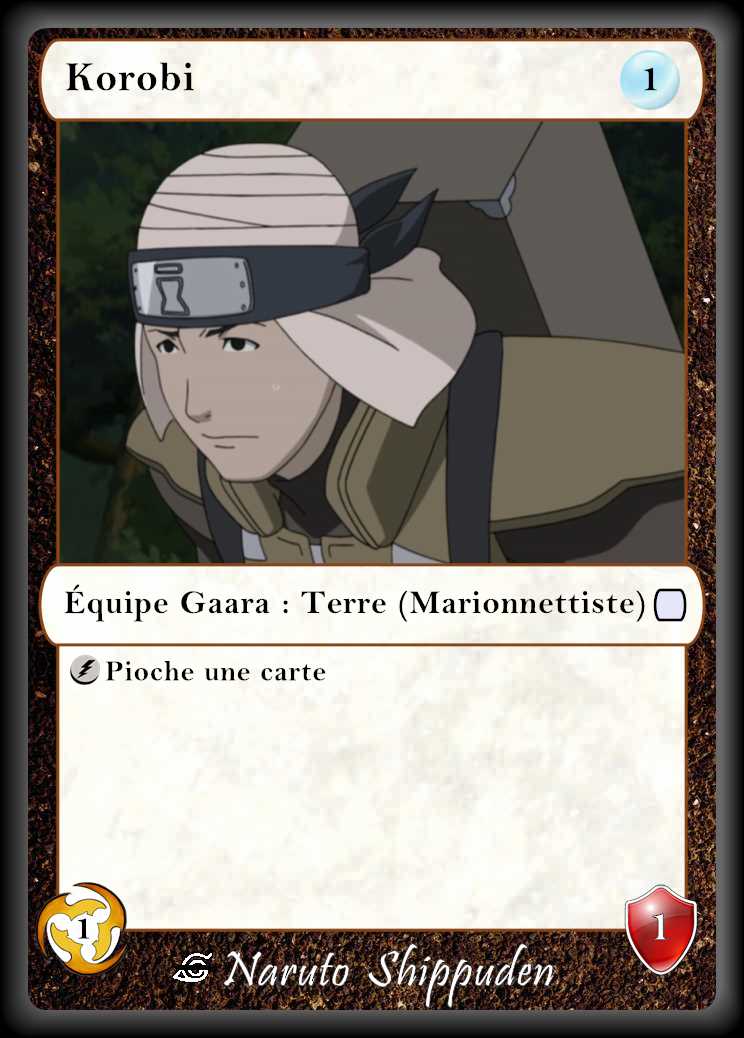 Korobi
1
Équipe Gaara : Terre (Marionnettiste)
Pioche une carte
1
1
Naruto Shippuden